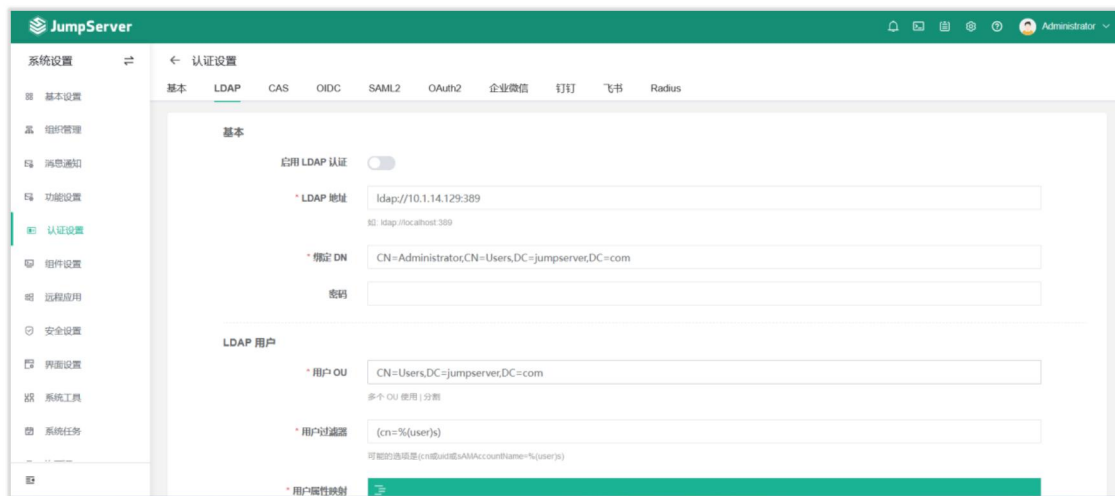 JumpServer
Administrator
系统设置
认证设置
基本 LDAP CAS OIDC SAML2 OAuth2 企业微信 钉钉 飞书 Radius
基本设置
组织管理
消息通知
功能设置
认证设置
组件设置
远程应用
安全设置
界面设置
系统工具
系统任务
基本
启用 LDAP 认证
* LDAP 地址
ldap://10.1.14.129:389
如: ldap://localhost:389
* 绑定 DN
CN=Administrator,CN=Users,DC=jumpserver,DC=com
密码
LDAP 用户
* 用户 OU
CN=Users,DC=jumpserver,DC=com
多个 OU 使用 | 分割
* 用户过滤器
(cn=%(user)s)
可能的选项是(cn或uid或sAMAccountName=%(user)s)
* 用户属性映射